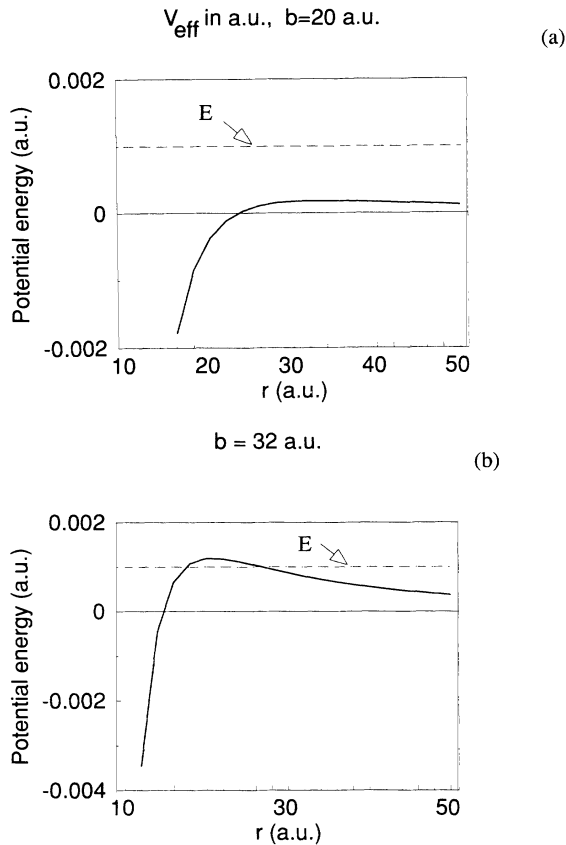 V_eff in a.u., b=20 a.u.
(a)
0.002
E
0
-0.002
Potential energy (a.u.)
10 20 30 40 50
r (a.u.)
b = 32 a.u.
(b)
0.002
E
0
-0.002
-0.004
Potential energy (a.u.)
10 30 50
r (a.u.)